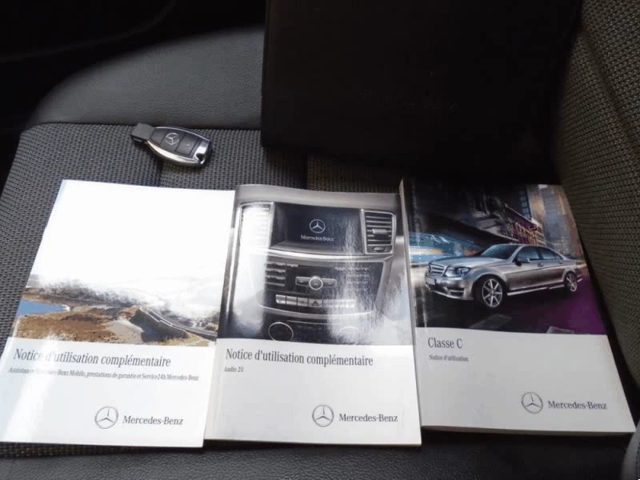 Notice d'utilisation complémentaire
Assistance Mercedes-Benz Mobilo, prestations de garantie et Service24h Mercedes-Benz
Mercedes-Benz
Mercedes-Benz
Notice d'utilisation complémentaire
Audio 20
Mercedes-Benz
Classe C
Notice d'utilisation
Mercedes-Benz